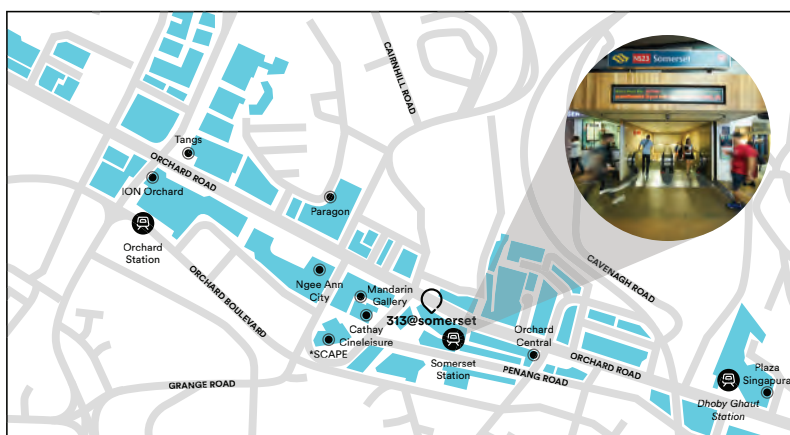 CAIRNHILL ROAD
NS23 Somerset
Tangs
ORCHARD ROAD
ION Orchard
Paragon
Orchard
Station
ORCHARD BOULEVARD
Ngee Ann
City
Mandarin
Gallery
CAVENAGH ROAD
313@somerset
Cathay
Cineleisure
*SCAPE
Somerset
Station
Orchard
Central
ORCHARD ROAD
PENANG ROAD
GRANGE ROAD
Plaza
Singapura
Dhoby Ghaut
Station